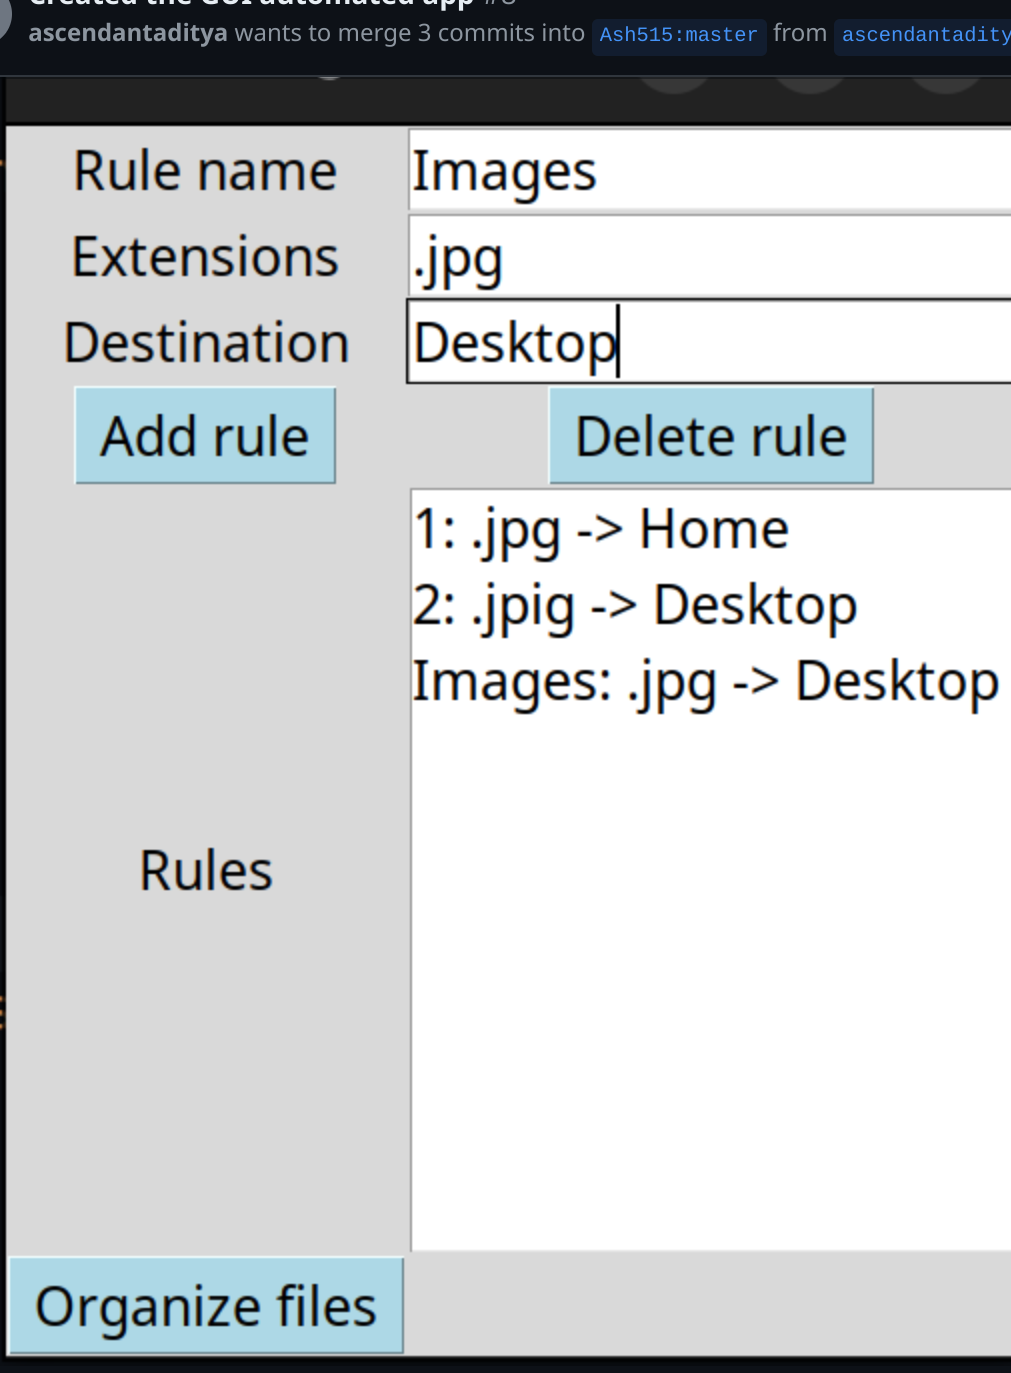 Created the GUI automated app #8
ascendantaditya wants to merge 3 commits into Ash515:master from ascendantadity
Rule name Images
Extensions .jpg
Destination Desktop
Add rule Delete rule
1: .jpg -> Home
2: .jpig -> Desktop
Images: .jpg -> Desktop
Rules
Organize files